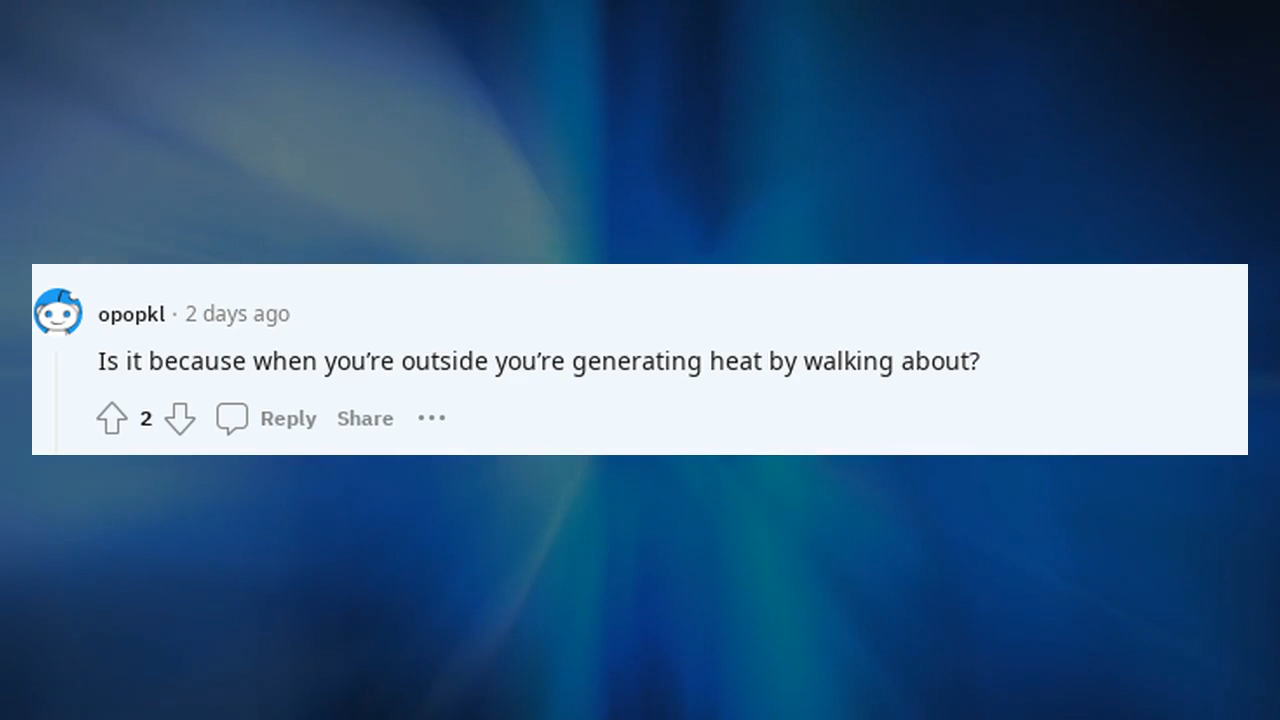 opopkl · 2 days ago
Is it because when you’re outside you’re generating heat by walking about?
2 Reply Share •••